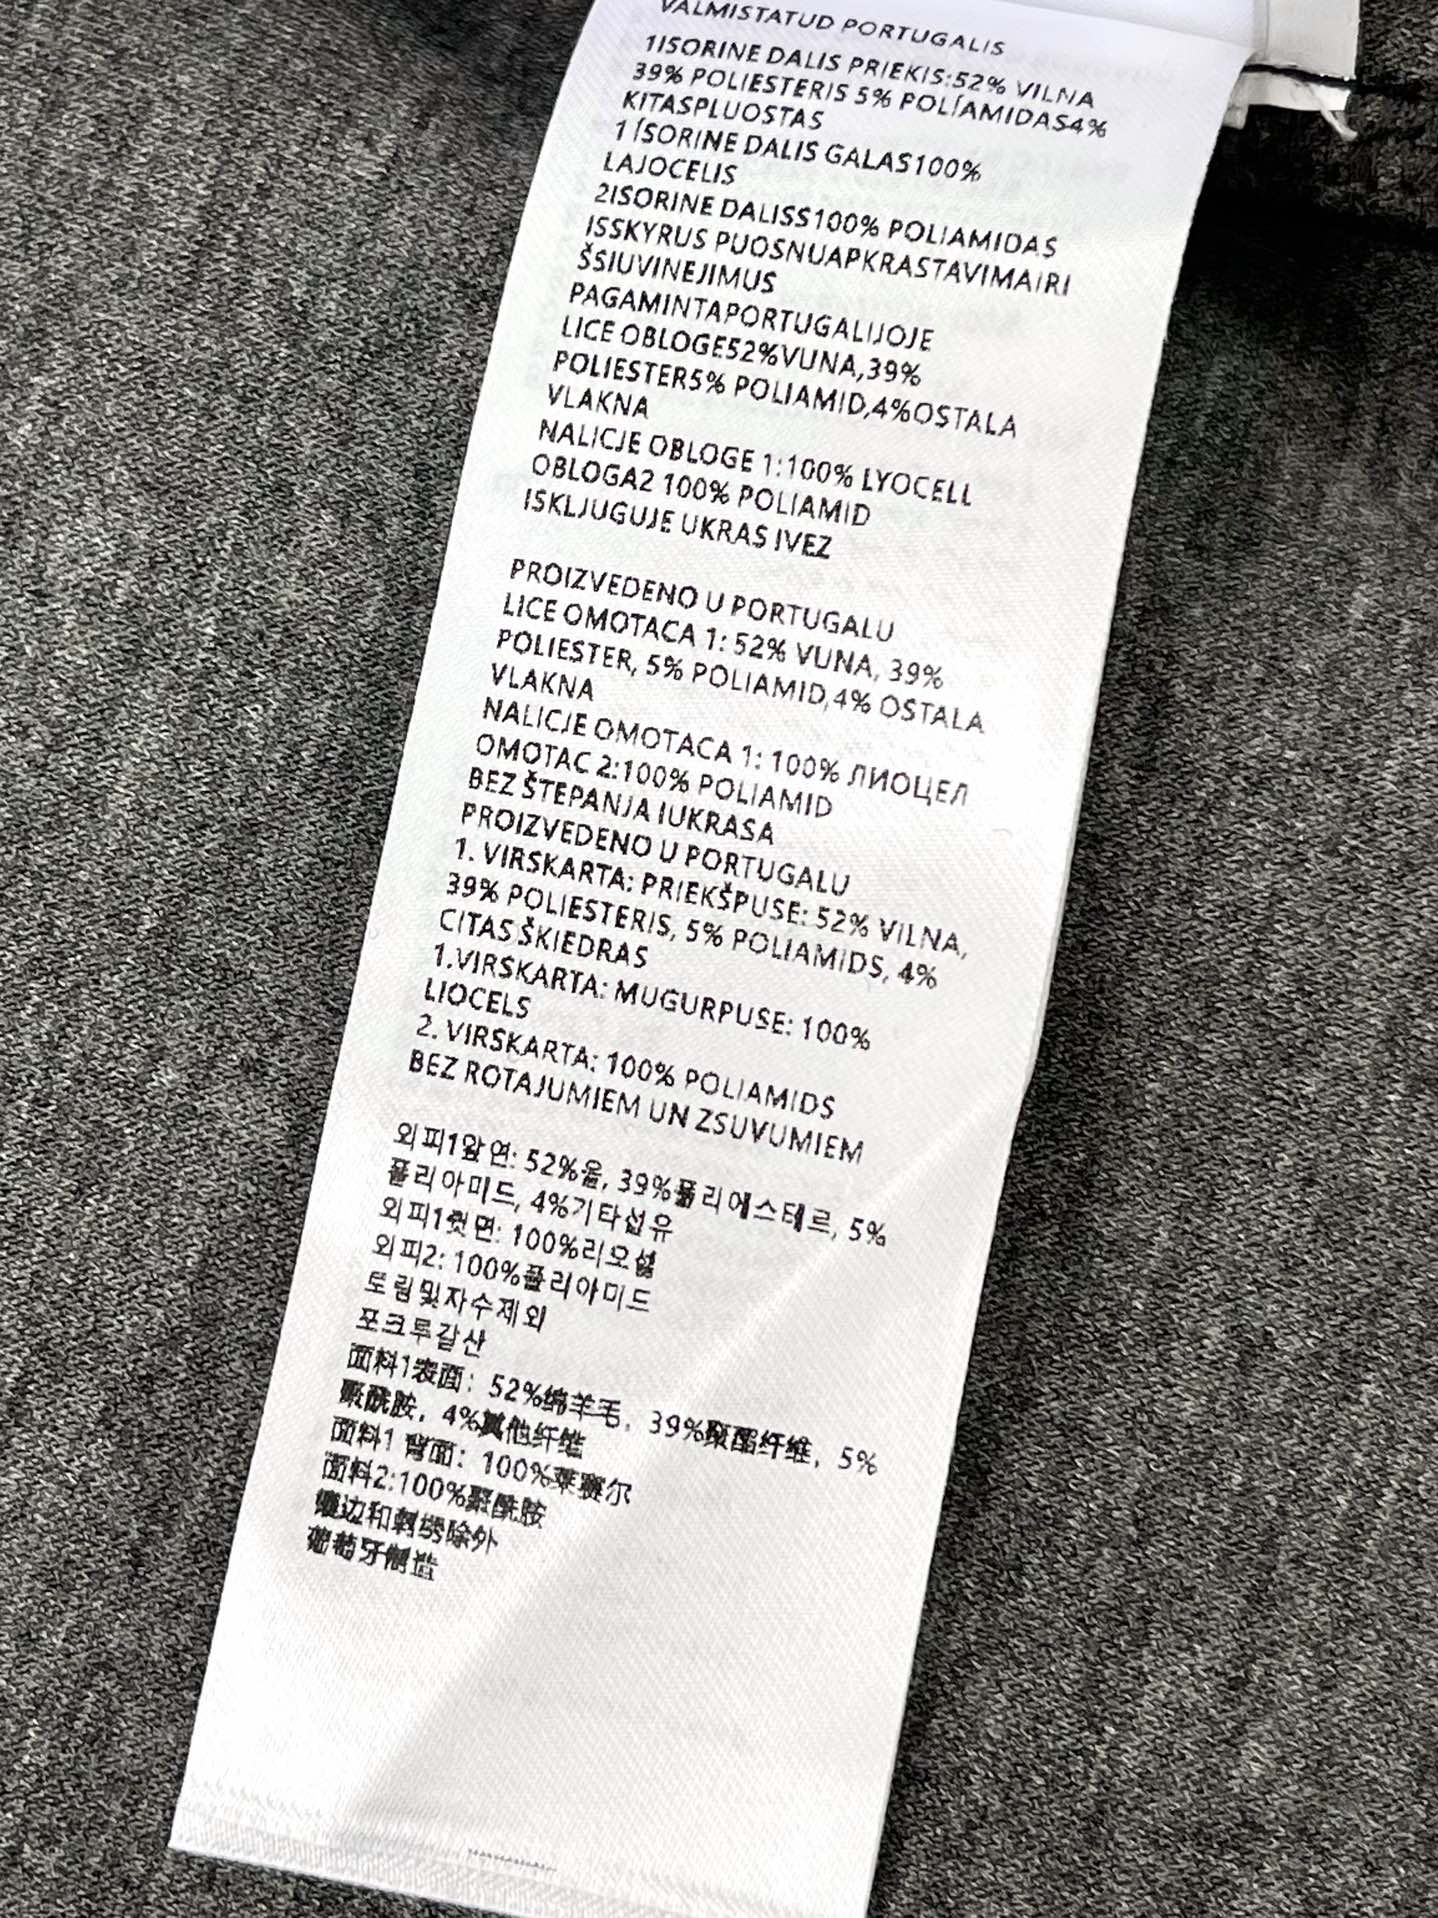 VALMISTATUD PORTUGALIS
1ISORINE DALIS PRIEKIS:52% VILNA
39% POLIESTERIS 5% POLÍAMIDAS4%
KITASPLUOSTAS
1 ÍSORINE DALIS GALAS100%
LAJOCELIS
2ISORINE DALISS100% POLIAMIDAS
ISSKYRUS PUOSNUAPKRASTAVIMAIRI
ŠSIUVINEJIMUS
PAGAMINTAPORTUGALIJOJE
LICE OBLOGE52%VUNA,39%
POLIESTER5% POLIAMID,4%OSTALA
VLAKNA
NALICJE OBLOGE 1:100% LYOCELL
OBLOGA2 100% POLIAMID
ISKLJUGUJE UKRAS IVEZ
PROIZVEDENO U PORTUGALU
LICE OMOTACA 1: 52% VUNA, 39%
POLIESTER, 5% POLIAMID,4% OSTALA
VLAKNA
NALICJE OMOTACA 1: 100% ЛИОЦЕЛ
OMOTAC 2:100% POLIAMID
BEZ ŠTEPANJA IUKRASA
PROIZVEDENO U PORTUGALU
1. VIRSKARTA: PRIEKŠPUSE: 52% VILNA,
39% POLIESTERIS, 5% POLIAMIDS, 4%
CITAS ŠKIEDRAS
1.VIRSKARTA: MUGURPUSE: 100%
LIOCELS
2. VIRSKARTA: 100% POLIAMIDS
BEZ ROTAJUMIEM UN ZSUVUMIEM
외피1앞연: 52%울, 39%폴리에스테르, 5%
폴리아미드, 4%기타섬유
외피1뒷면: 100%리오셀
외피2: 100%폴리아미드
토림및자수제외
포크투갈산
面料1表面: 52%绵羊毛, 39%聚酯纤维, 5%
聚酰胺, 4%其他纤维
面料1 背面: 100%莱赛尔
面料2:100%聚酰胺
镶边和刺绣除外
葡萄牙制造